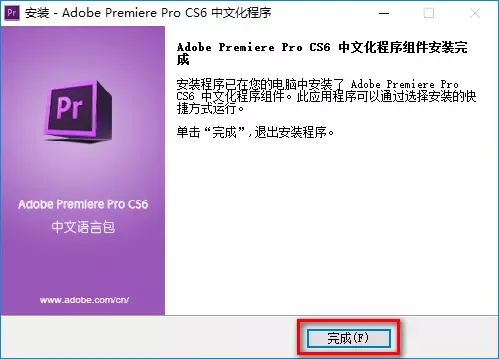 Pr 安装 - Adobe Premiere Pro CS6 中文化程序
Adobe Premiere Pro CS6 中文化程序组件安装完
成
安装程序已在您的电脑中安装了 Adobe Premiere Pro
CS6 中文化程序组件。此应用程序可以通过选择安装的快
捷方式运行。
单击“完成”,退出安装程序。
Pr
Adobe Premiere Pro CS6
中文语言包
www.adobe.com/cn/
完成(F)